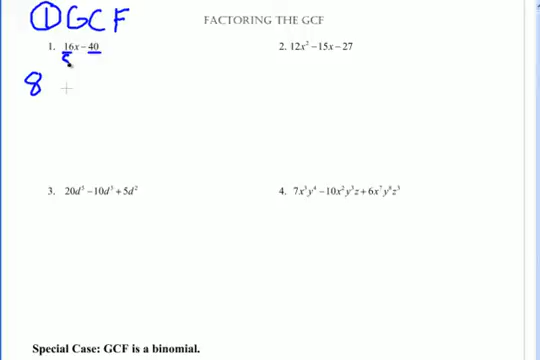 ① GCF
FACTORING THE GCF
1. 16x − 40
8
2. 12x² − 15x − 27
3. 20d⁵ − 10d³ + 5d²
4. 7x³y⁴ − 10x²y³z + 6x⁷y⁸z³
Special Case: GCF is a binomial.